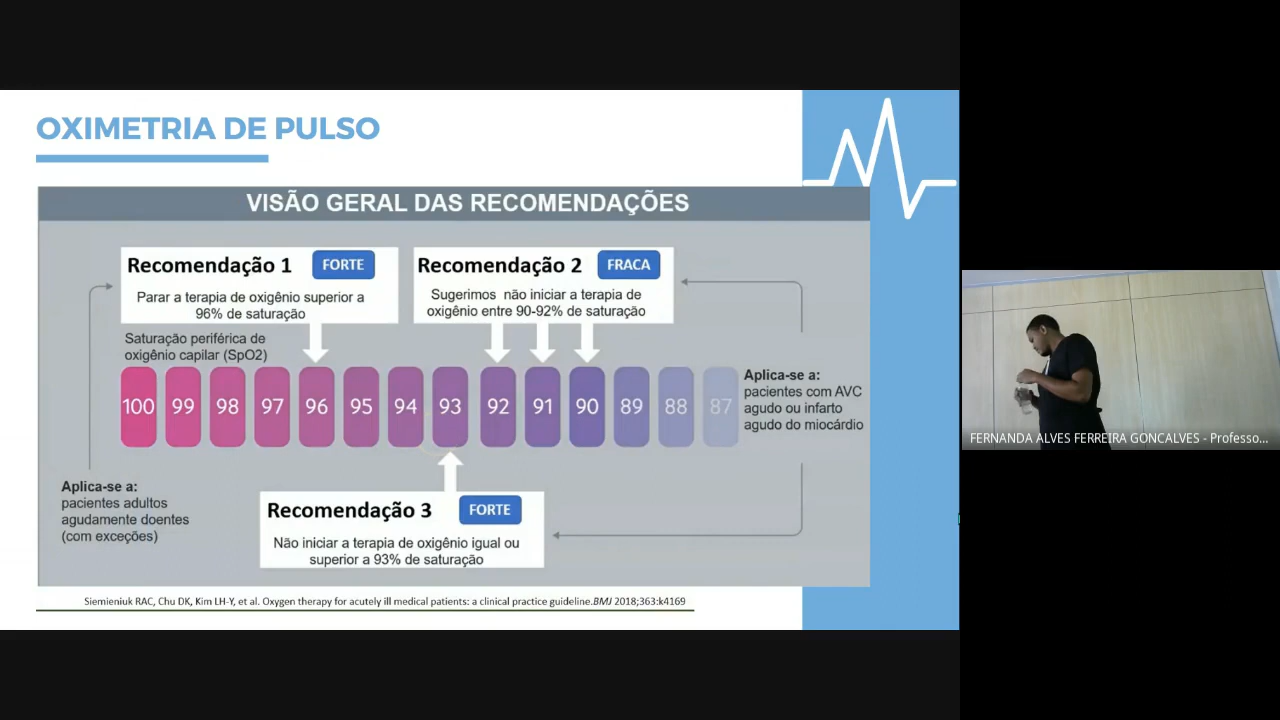 OXIMETRIA DE PULSO
VISÃO GERAL DAS RECOMENDAÇÕES
Recomendação 1 FORTE
Parar a terapia de oxigênio superior a
96% de saturação
Recomendação 2 FRACA
Sugerimos não iniciar a terapia de
oxigênio entre 90-92% de saturação
Saturação periférica de
oxigênio capilar (SpO2)
100 99 98 97 96 95 94 93 92 91 90 89 88 87
Aplica-se a:
pacientes com AVC
agudo ou infarto
agudo do miocárdio
Aplica-se a:
pacientes adultos
agudamente doentes
(com exceções)
Recomendação 3 FORTE
Não iniciar a terapia de oxigênio igual ou
superior a 93% de saturação
Siemieniuk RAC, Chu DK, Kim LH-Y, et al. Oxygen therapy for acutely ill medical patients: a clinical practice guideline.BMJ 2018;363:k4169
FERNANDA ALVES FERREIRA GONCALVES - Professo...